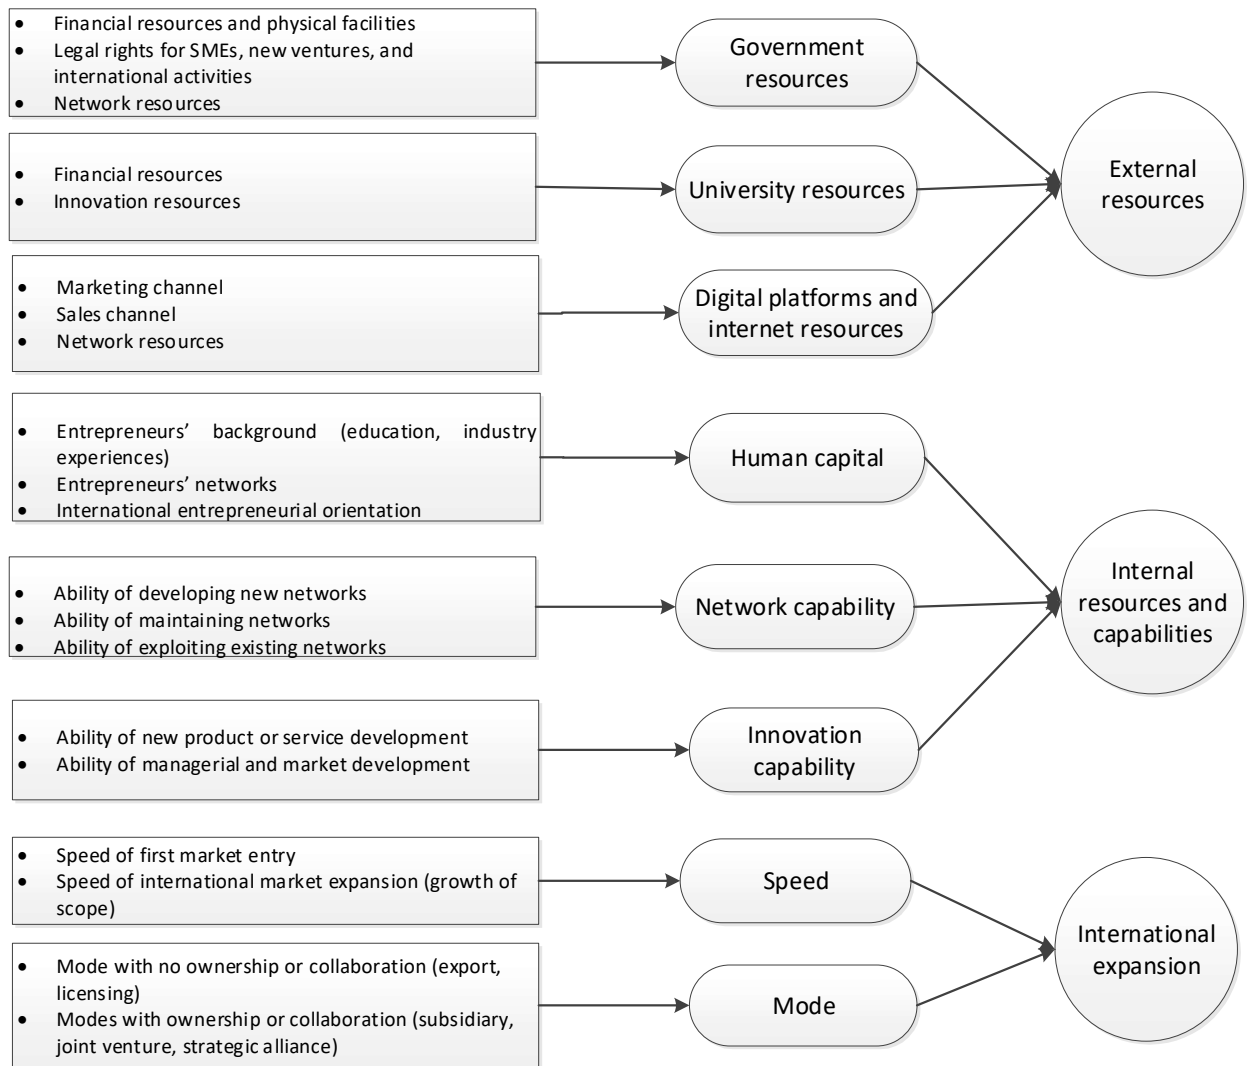 • Financial resources and physical facilities
• Legal rights for SMEs, new ventures, and
international activities
• Network resources
Government
resources
• Financial resources
• Innovation resources
University resources
External
resources
• Marketing channel
• Sales channel
• Network resources
Digital platforms and
internet resources
• Entrepreneurs’ background (education, industry
experiences)
• Entrepreneurs’ networks
• International entrepreneurial orientation
Human capital
• Ability of developing new networks
• Ability of maintaining networks
• Ability of exploiting existing networks
Network capability
Internal
resources and
capabilities
• Ability of new product or service development
• Ability of managerial and market development
Innovation
capability
• Speed of first market entry
• Speed of international market expansion (growth of
scope)
Speed
International
expansion
• Mode with no ownership or collaboration (export,
licensing)
• Modes with ownership or collaboration (subsidiary,
joint venture, strategic alliance)
Mode